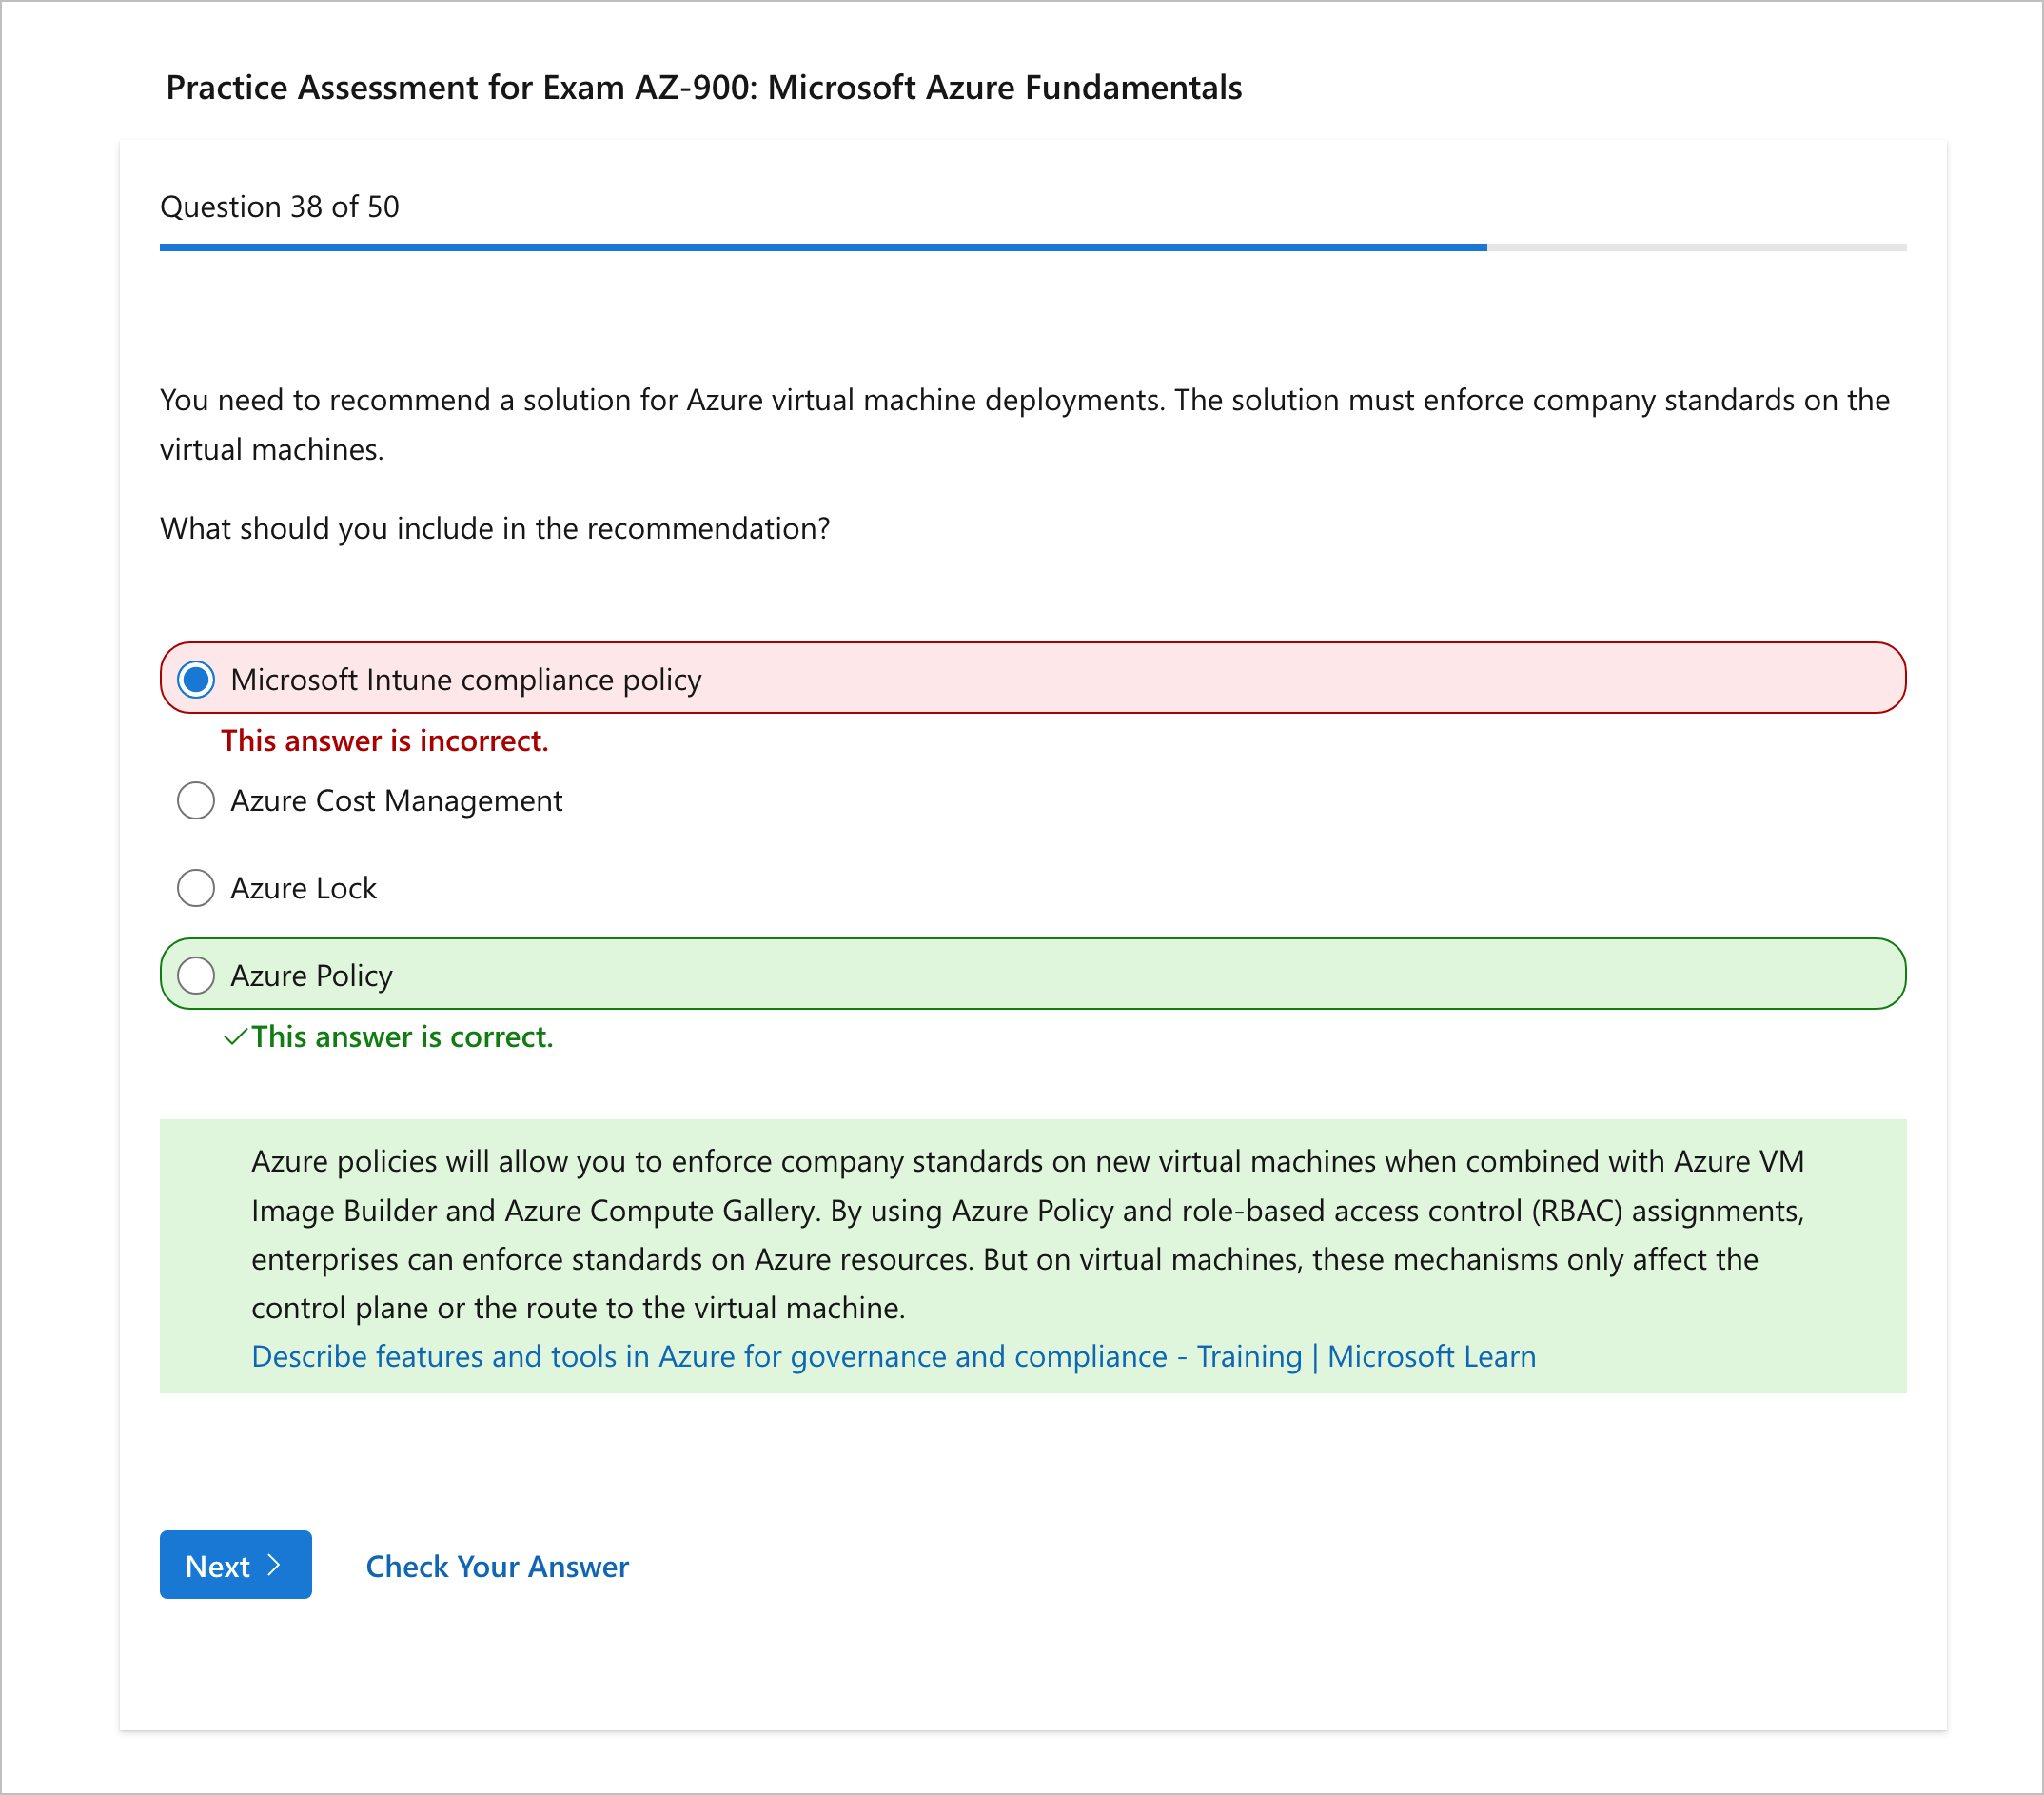 Practice Assessment for Exam AZ-900: Microsoft Azure Fundamentals
Question 38 of 50
You need to recommend a solution for Azure virtual machine deployments. The solution must enforce company standards on the
virtual machines.
What should you include in the recommendation?
Microsoft Intune compliance policy
This answer is incorrect.
Azure Cost Management
Azure Lock
Azure Policy
This answer is correct.
Azure policies will allow you to enforce company standards on new virtual machines when combined with Azure VM
Image Builder and Azure Compute Gallery. By using Azure Policy and role-based access control (RBAC) assignments,
enterprises can enforce standards on Azure resources. But on virtual machines, these mechanisms only affect the
control plane or the route to the virtual machine.
Describe features and tools in Azure for governance and compliance - Training | Microsoft Learn
Next
Check Your Answer